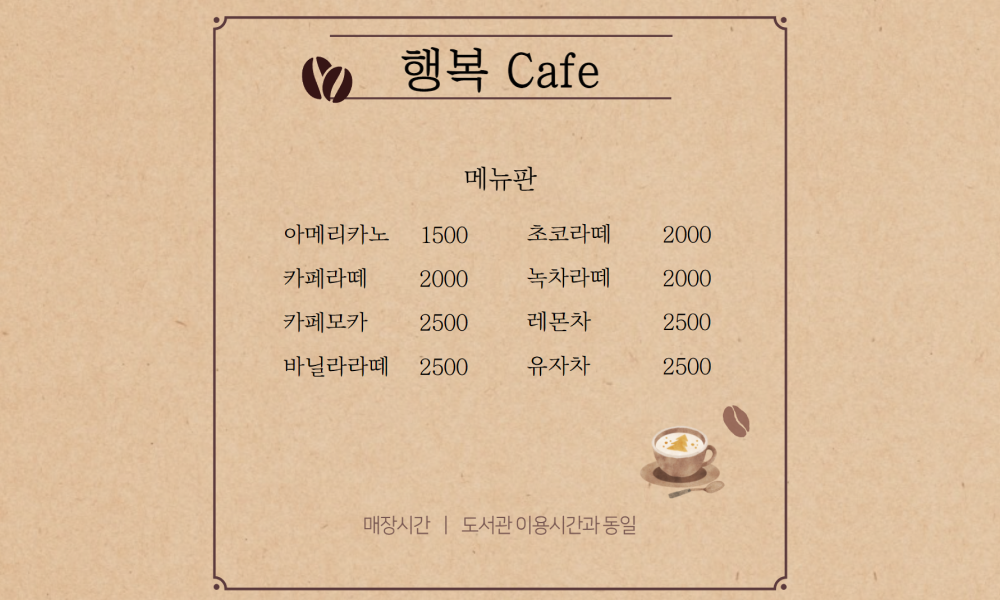 행복 Cafe
메뉴판
아메리카노 1500 초코라떼 2000
카페라떼 2000 녹차라떼 2000
카페모카 2500 레몬차 2500
바닐라라떼 2500 유자차 2500
매장시간 | 도서관 이용시간과 동일